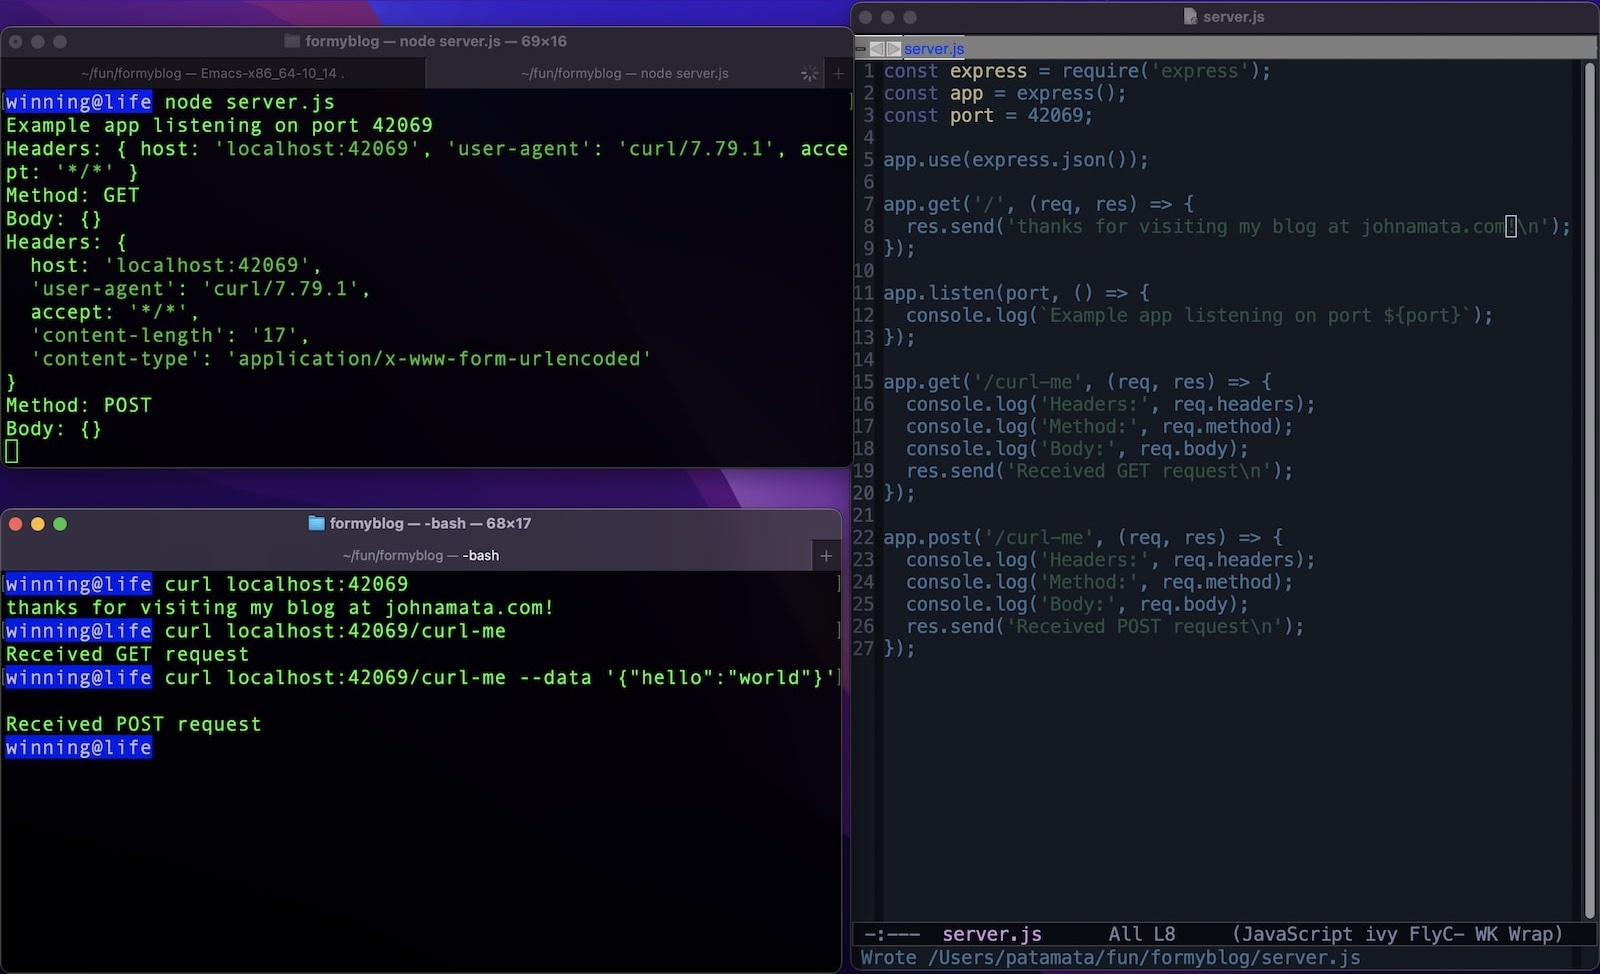 formyblog — node server.js — 69×16
~/fun/formyblog — Emacs-x86_64-10_14 .
~/fun/formyblog — node server.js
+
winning@life node server.js
Example app listening on port 42069
Headers: { host: 'localhost:42069', 'user-agent': 'curl/7.79.1', acce
pt: '*/*' }
Method: GET
Body: {}
Headers: {
  host: 'localhost:42069',
  'user-agent': 'curl/7.79.1',
  accept: '*/*',
  'content-length': '17',
  'content-type': 'application/x-www-form-urlencoded'
}
Method: POST
Body: {}
formyblog — -bash — 68×17
~/fun/formyblog — -bash
+
winning@life curl localhost:42069
thanks for visiting my blog at johnamata.com!
winning@life curl localhost:42069/curl-me
Received GET request
winning@life curl localhost:42069/curl-me --data '{"hello":"world"}'
Received POST request
winning@life
server.js
server.js
1 const express = require('express');
2 const app = express();
3 const port = 42069;
4
5 app.use(express.json());
6
7 app.get('/', (req, res) => {
8   res.send('thanks for visiting my blog at johnamata.com!\n');
9 });
10
11 app.listen(port, () => {
12   console.log(`Example app listening on port ${port}`);
13 });
14
15 app.get('/curl-me', (req, res) => {
16   console.log('Headers:', req.headers);
17   console.log('Method:', req.method);
18   console.log('Body:', req.body);
19   res.send('Received GET request\n');
20 });
21
22 app.post('/curl-me', (req, res) => {
23   console.log('Headers:', req.headers);
24   console.log('Method:', req.method);
25   console.log('Body:', req.body);
26   res.send('Received POST request\n');
27 });
-:---  server.js      All L8     (JavaScript ivy FlyC- WK Wrap)
Wrote /Users/patamata/fun/formyblog/server.js